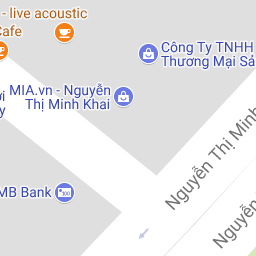 - live acoustic
Cafe
Công Ty TNHH
Thương Mại
MIA.vn - Nguyễn
Thị Minh Khai
MB Bank
Nguyễn Thị Minh
Nguyễn